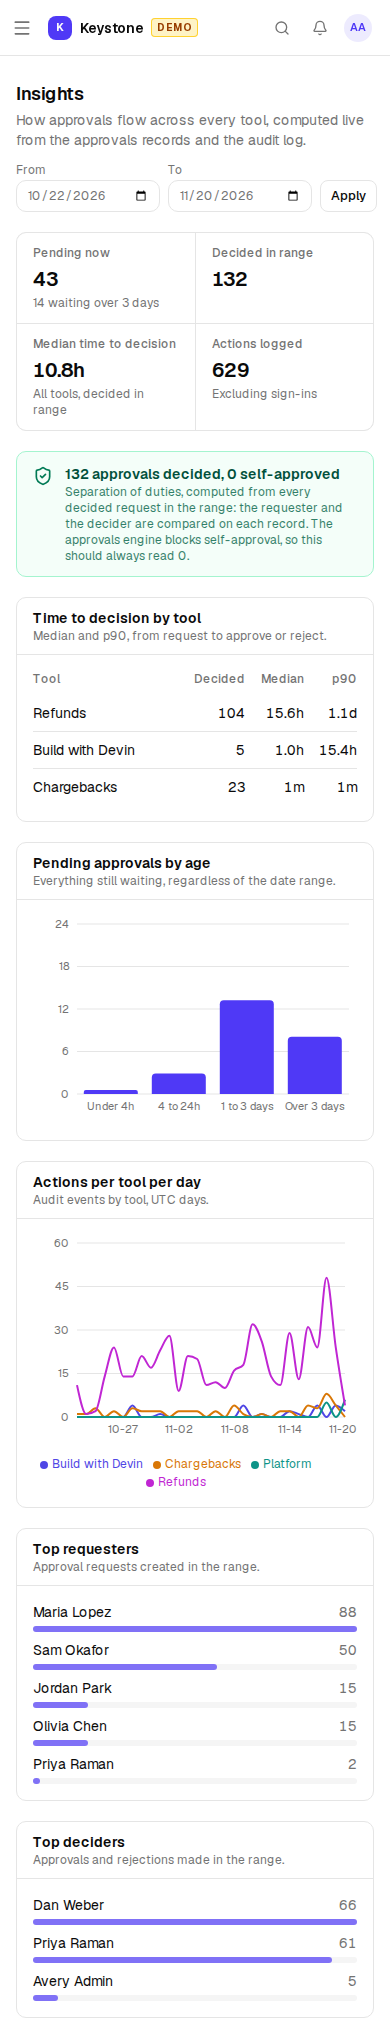 K Keystone DEMO AA
Insights
How approvals flow across every tool, computed live
from the approvals records and the audit log.
From To
10/22/2026 11/20/2026 Apply
Pending now
43
14 waiting over 3 days
Decided in range
132
Median time to decision
10.8h
All tools, decided in
range
Actions logged
629
Excluding sign-ins
132 approvals decided, 0 self-approved
Separation of duties, computed from every
decided request in the range: the requester and
the decider are compared on each record. The
approvals engine blocks self-approval, so this
should always read 0.
Time to decision by tool
Median and p90, from request to approve or reject.
Tool Decided Median p90
Refunds 104 15.6h 1.1d
Build with Devin 5 1.0h 15.4h
Chargebacks 23 1m 1m
Pending approvals by age
Everything still waiting, regardless of the date range.
24
18
12
6
0
Under 4h 4 to 24h 1 to 3 days Over 3 days
Actions per tool per day
Audit events by tool, UTC days.
60
45
30
15
0
10-27 11-02 11-08 11-14 11-20
Build with Devin Chargebacks Platform
Refunds
Top requesters
Approval requests created in the range.
Maria Lopez 88
Sam Okafor 50
Jordan Park 15
Olivia Chen 15
Priya Raman 2
Top deciders
Approvals and rejections made in the range.
Dan Weber 66
Priya Raman 61
Avery Admin 5